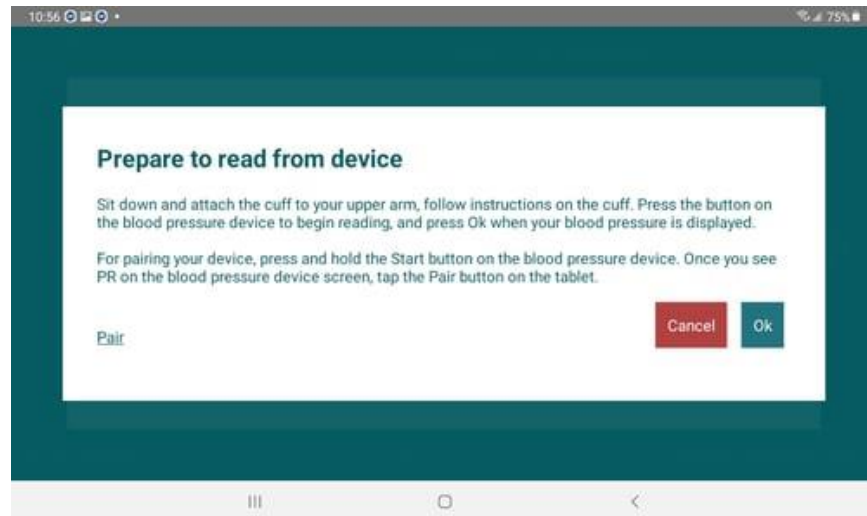 10:56
75%
Prepare to read from device
Sit down and attach the cuff to your upper arm, follow instructions on the cuff. Press the button on
the blood pressure device to begin reading, and press Ok when your blood pressure is displayed.
For pairing your device, press and hold the Start button on the blood pressure device. Once you see
PR on the blood pressure device screen, tap the Pair button on the tablet.
Cancel
Ok
Pair